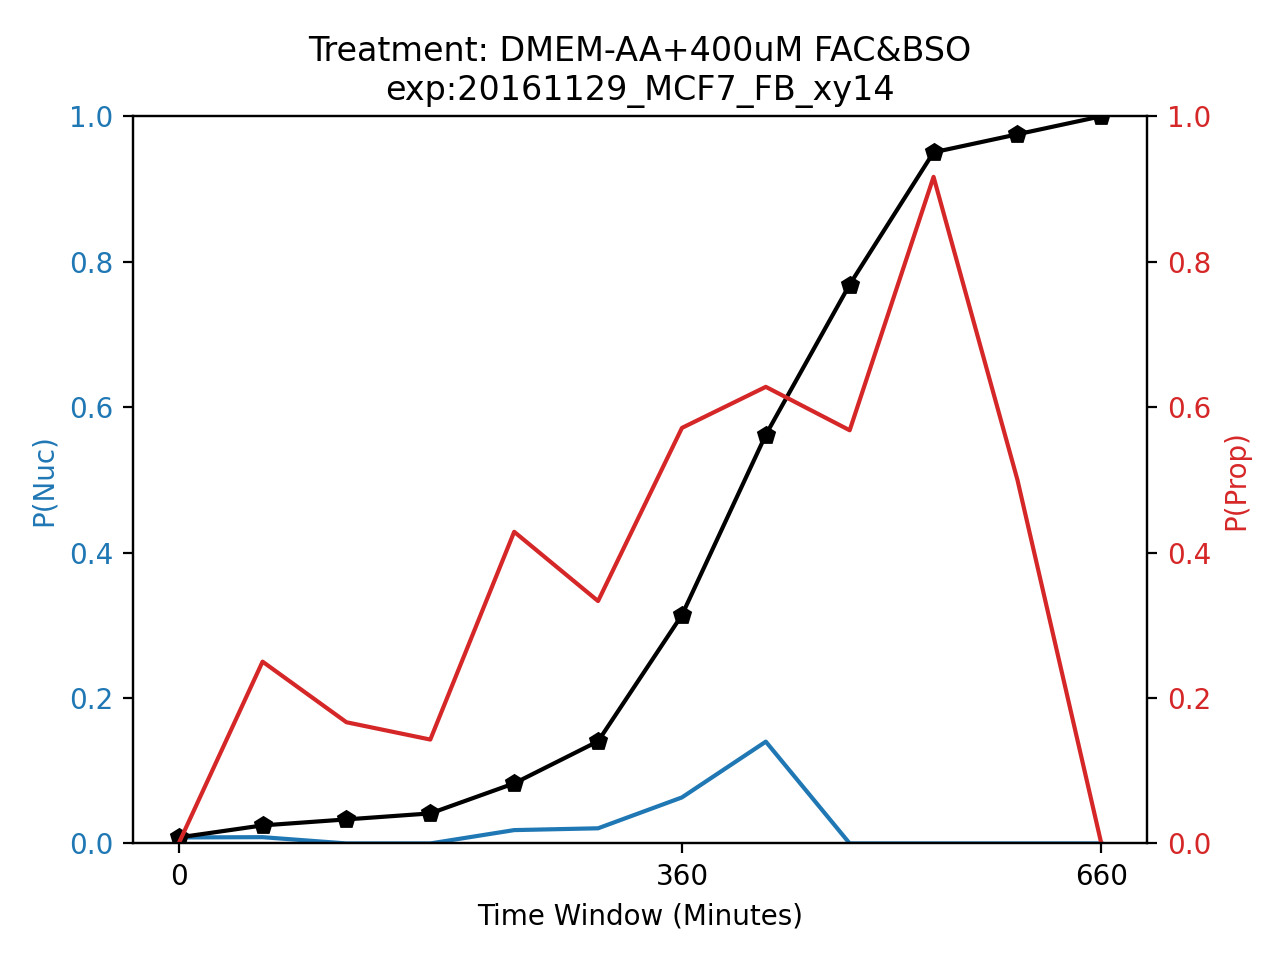 Treatment: DMEM-AA+400uM FAC&BSO
exp:20161129_MCF7_FB_xy14
1.0
0.8
0.6
0.4
0.2
0.0
P(Nuc)
1.0
0.8
0.6
0.4
0.2
0.0
P(Prop)
0 360 660
Time Window (Minutes)